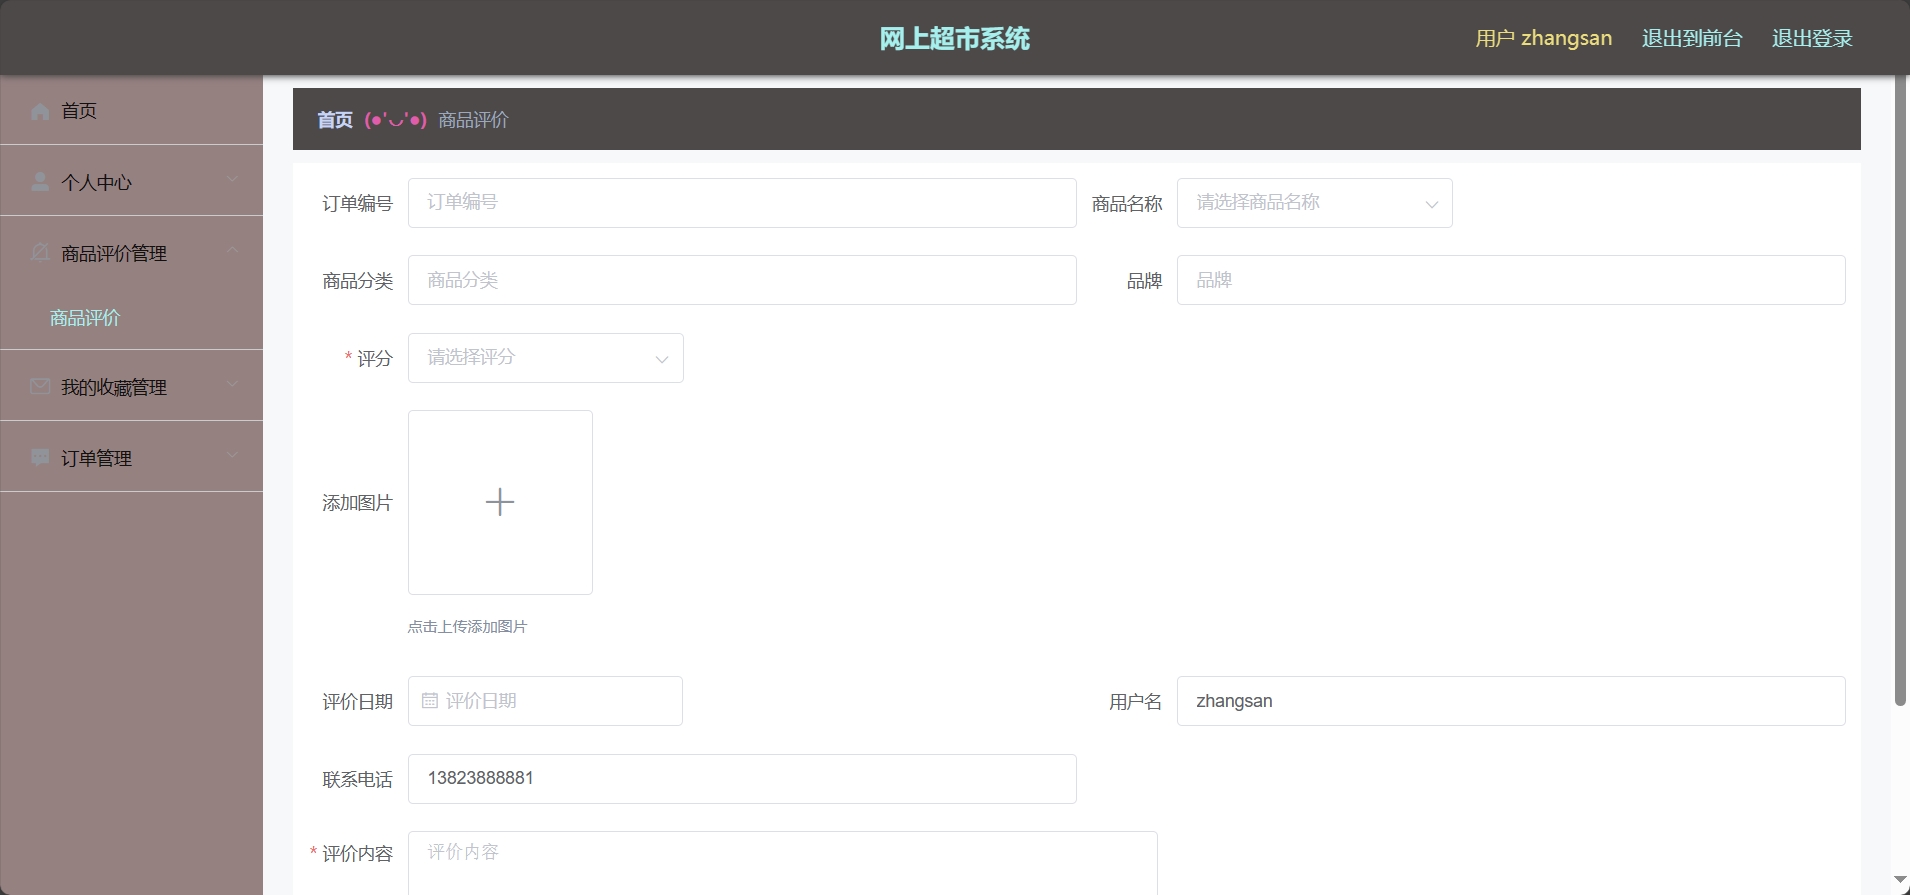 网上超市系统
用户 zhangsan 退出到前台 退出登录
首页
个人中心
商品评价管理
商品评价
我的收藏管理
订单管理
首页 (●'◡'●) 商品评价
订单编号 订单编号 商品名称 请选择商品名称
商品分类 商品分类 品牌 品牌
* 评分 请选择评分
添加图片
点击上传添加图片
评价日期 评价日期 用户名 zhangsan
联系电话 13823888881
* 评价内容 评价内容